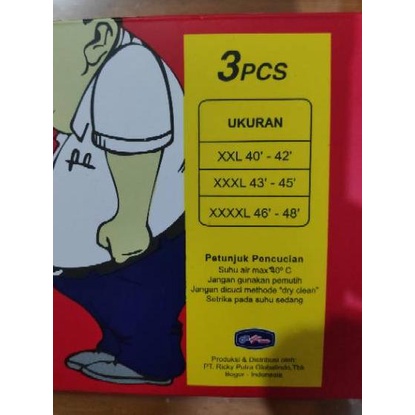 3PCS
UKURAN
XXL 40' - 42'
XXXL 43' - 45'
XXXXL 46' - 48'
Petunjuk Pencucian
Suhu air max 40° C
Jangan gunakan pemutih
Jangan dicuci methode "dry clean"
Setrika pada suhu sedang
Produksi & Distribusi oleh:
PT. Ricky Putra Globalindo, Tbk
Bogor - Indonesia